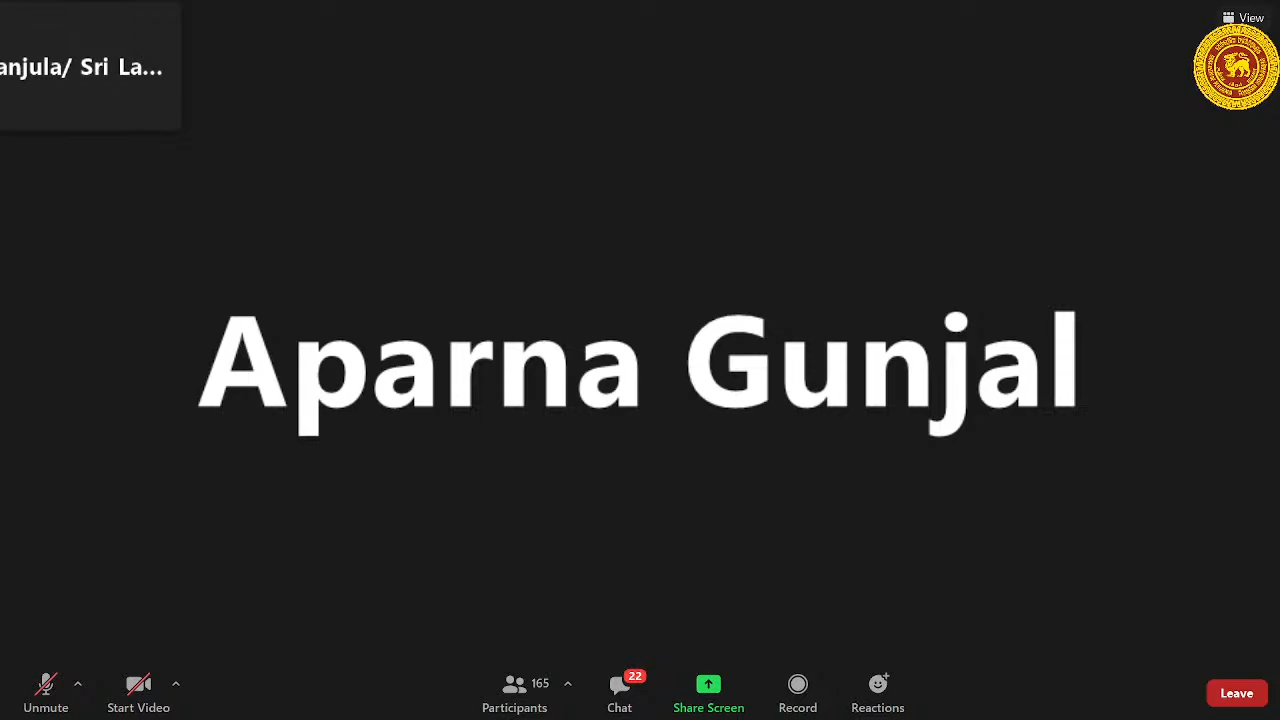 View
anjula/ Sri La...
Aparna Gunjal
165
22
Unmute
Start Video
Participants
Chat
Share Screen
Record
Reactions
Leave